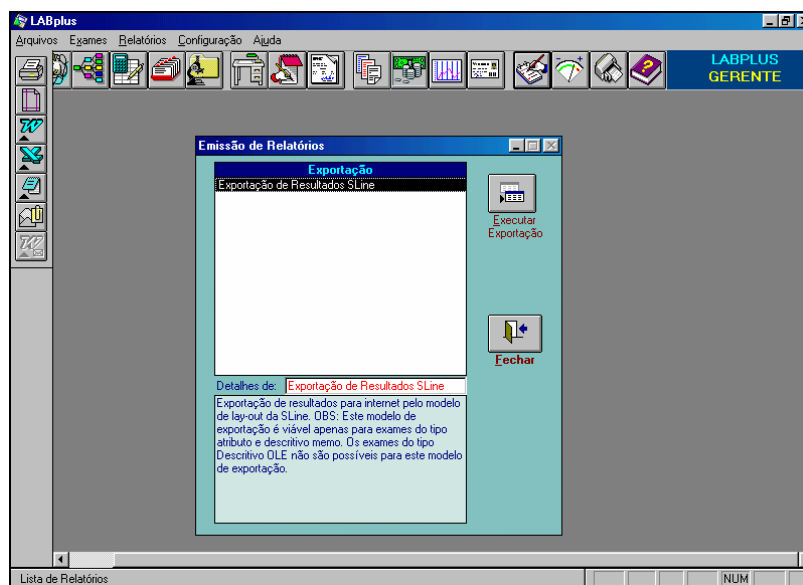 LABplus
Arquivos Exames Relatórios Configuração Ajuda
LABPLUS
GERENTE
Emissão de Relatórios
Exportação
Exportação de Resultados SLine
Executar
Exportação
Fechar
Detalhes de: Exportação de Resultados SLine
Exportação de resultados para internet pelo modelo
de lay-out da SLine. OBS: Este modelo de
exportação é viável apenas para exames do tipo
atributo e descritivo memo. Os exames do tipo
Descritivo OLE não são possíveis para este modelo
de exportação.
Lista de Relatórios
NUM